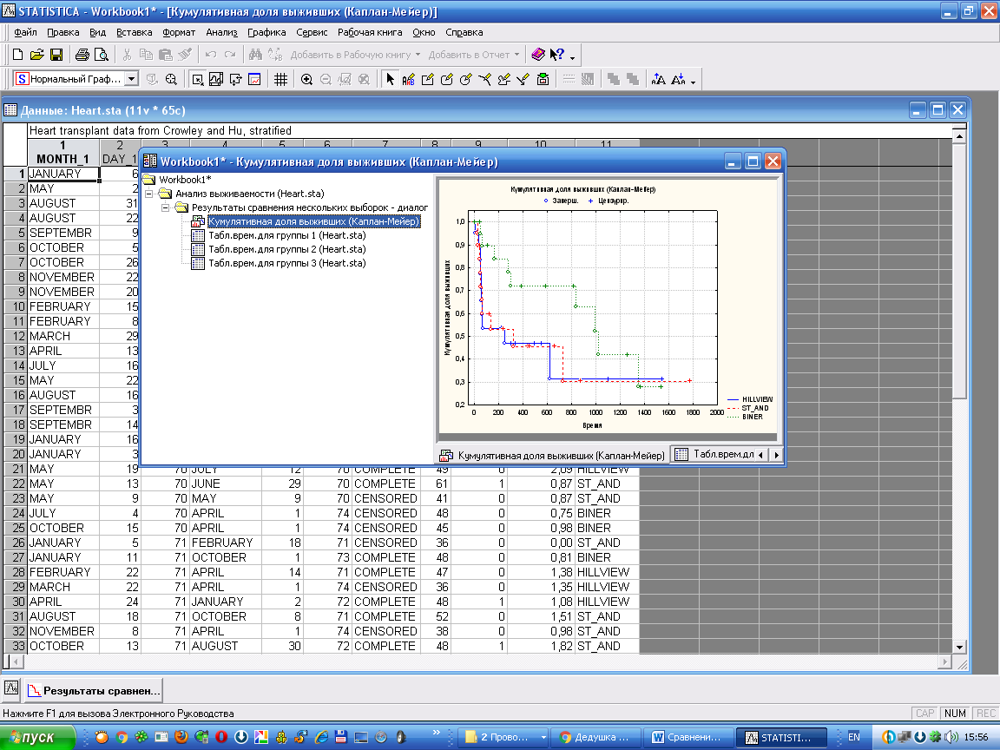 STATISTICA - Workbook1* - [Кумулятивная доля выживших (Каплан-Мейер)]
Файл Правка Вид Вставка Формат Анализ Графика Сервис Рабочая книга Окно Справка
Добавить в Рабочую книгу Добавить в Отчет
Нормальный Граф...
Данные: Heart.sta (11v * 65c)
Heart transplant data from Crowley and Hu, stratified
1 2 3 4 5 6 7 8 9 10 11
MONTH_1 DAY_1
1 JANUARY 6
2 MAY 2
3 AUGUST 31
4 AUGUST 22
5 SEPTEMBR 9
6 OCTOBER 5
7 OCTOBER 26
8 NOVEMBER 22
9 NOVEMBER 20
10 FEBRUARY 15
11 FEBRUARY 8
12 MARCH 29
13 APRIL 13
14 JULY 16
15 MAY 22
16 AUGUST 16
17 SEPTEMBR 3
18 SEPTEMBR 14
19 JANUARY 16
20 JANUARY 3
21 MAY 19 70 JULY 12 70 COMPLETE 49 0 2,09 HILLVIEW
22 MAY 13 70 JUNE 29 70 COMPLETE 61 1 0,87 ST_AND
23 MAY 9 70 MAY 9 70 CENSORED 41 0 0,87 ST_AND
24 JULY 4 70 APRIL 1 74 CENSORED 48 0 0,75 BINER
25 OCTOBER 15 70 APRIL 1 74 CENSORED 45 0 0,98 BINER
26 JANUARY 5 71 FEBRUARY 18 71 CENSORED 36 0 0,00 ST_AND
27 JANUARY 11 71 OCTOBER 1 73 COMPLETE 48 0 0,81 BINER
28 FEBRUARY 22 71 APRIL 14 71 COMPLETE 47 0 1,38 HILLVIEW
29 MARCH 22 71 APRIL 1 74 CENSORED 36 0 1,35 HILLVIEW
30 APRIL 24 71 JANUARY 2 72 COMPLETE 48 1 1,08 HILLVIEW
31 AUGUST 18 71 OCTOBER 8 71 COMPLETE 52 0 1,51 ST_AND
32 NOVEMBER 8 71 APRIL 1 74 CENSORED 38 0 0,98 ST_AND
33 OCTOBER 13 71 AUGUST 30 72 COMPLETE 48 1 1,82 ST_AND
Workbook1* - Кумулятивная доля выживших (Каплан-Мейер)
Workbook1*
Анализ выживаемости (Heart.sta)
Результаты сравнения нескольких выборок - диалог
Кумулятивная доля выживших (Каплан-Мейер)
Табл.врем.для группы 1 (Heart.sta)
Табл.врем.для группы 2 (Heart.sta)
Табл.врем.для группы 3 (Heart.sta)
Кумулятивная доля выживших (Каплан-Мейер)
Заверш. Цензурир.
Кумулятивная доля выживших
1,0
0,9
0,8
0,7
0,6
0,5
0,4
0,3
0,2
0 200 400 600 800 1000 1200 1400 1600 1800 2000
Время
HILLVIEW
ST_AND
BINER
Кумулятивная доля выживших (Каплан-Мейер) Табл.врем.дл
Результаты сравнен...
Нажмите F1 для вызова Электронного Руководства
CAP NUM REC
пуск
2 Прово... Дедушка ... Сравнени... STATISTI... EN 15:56